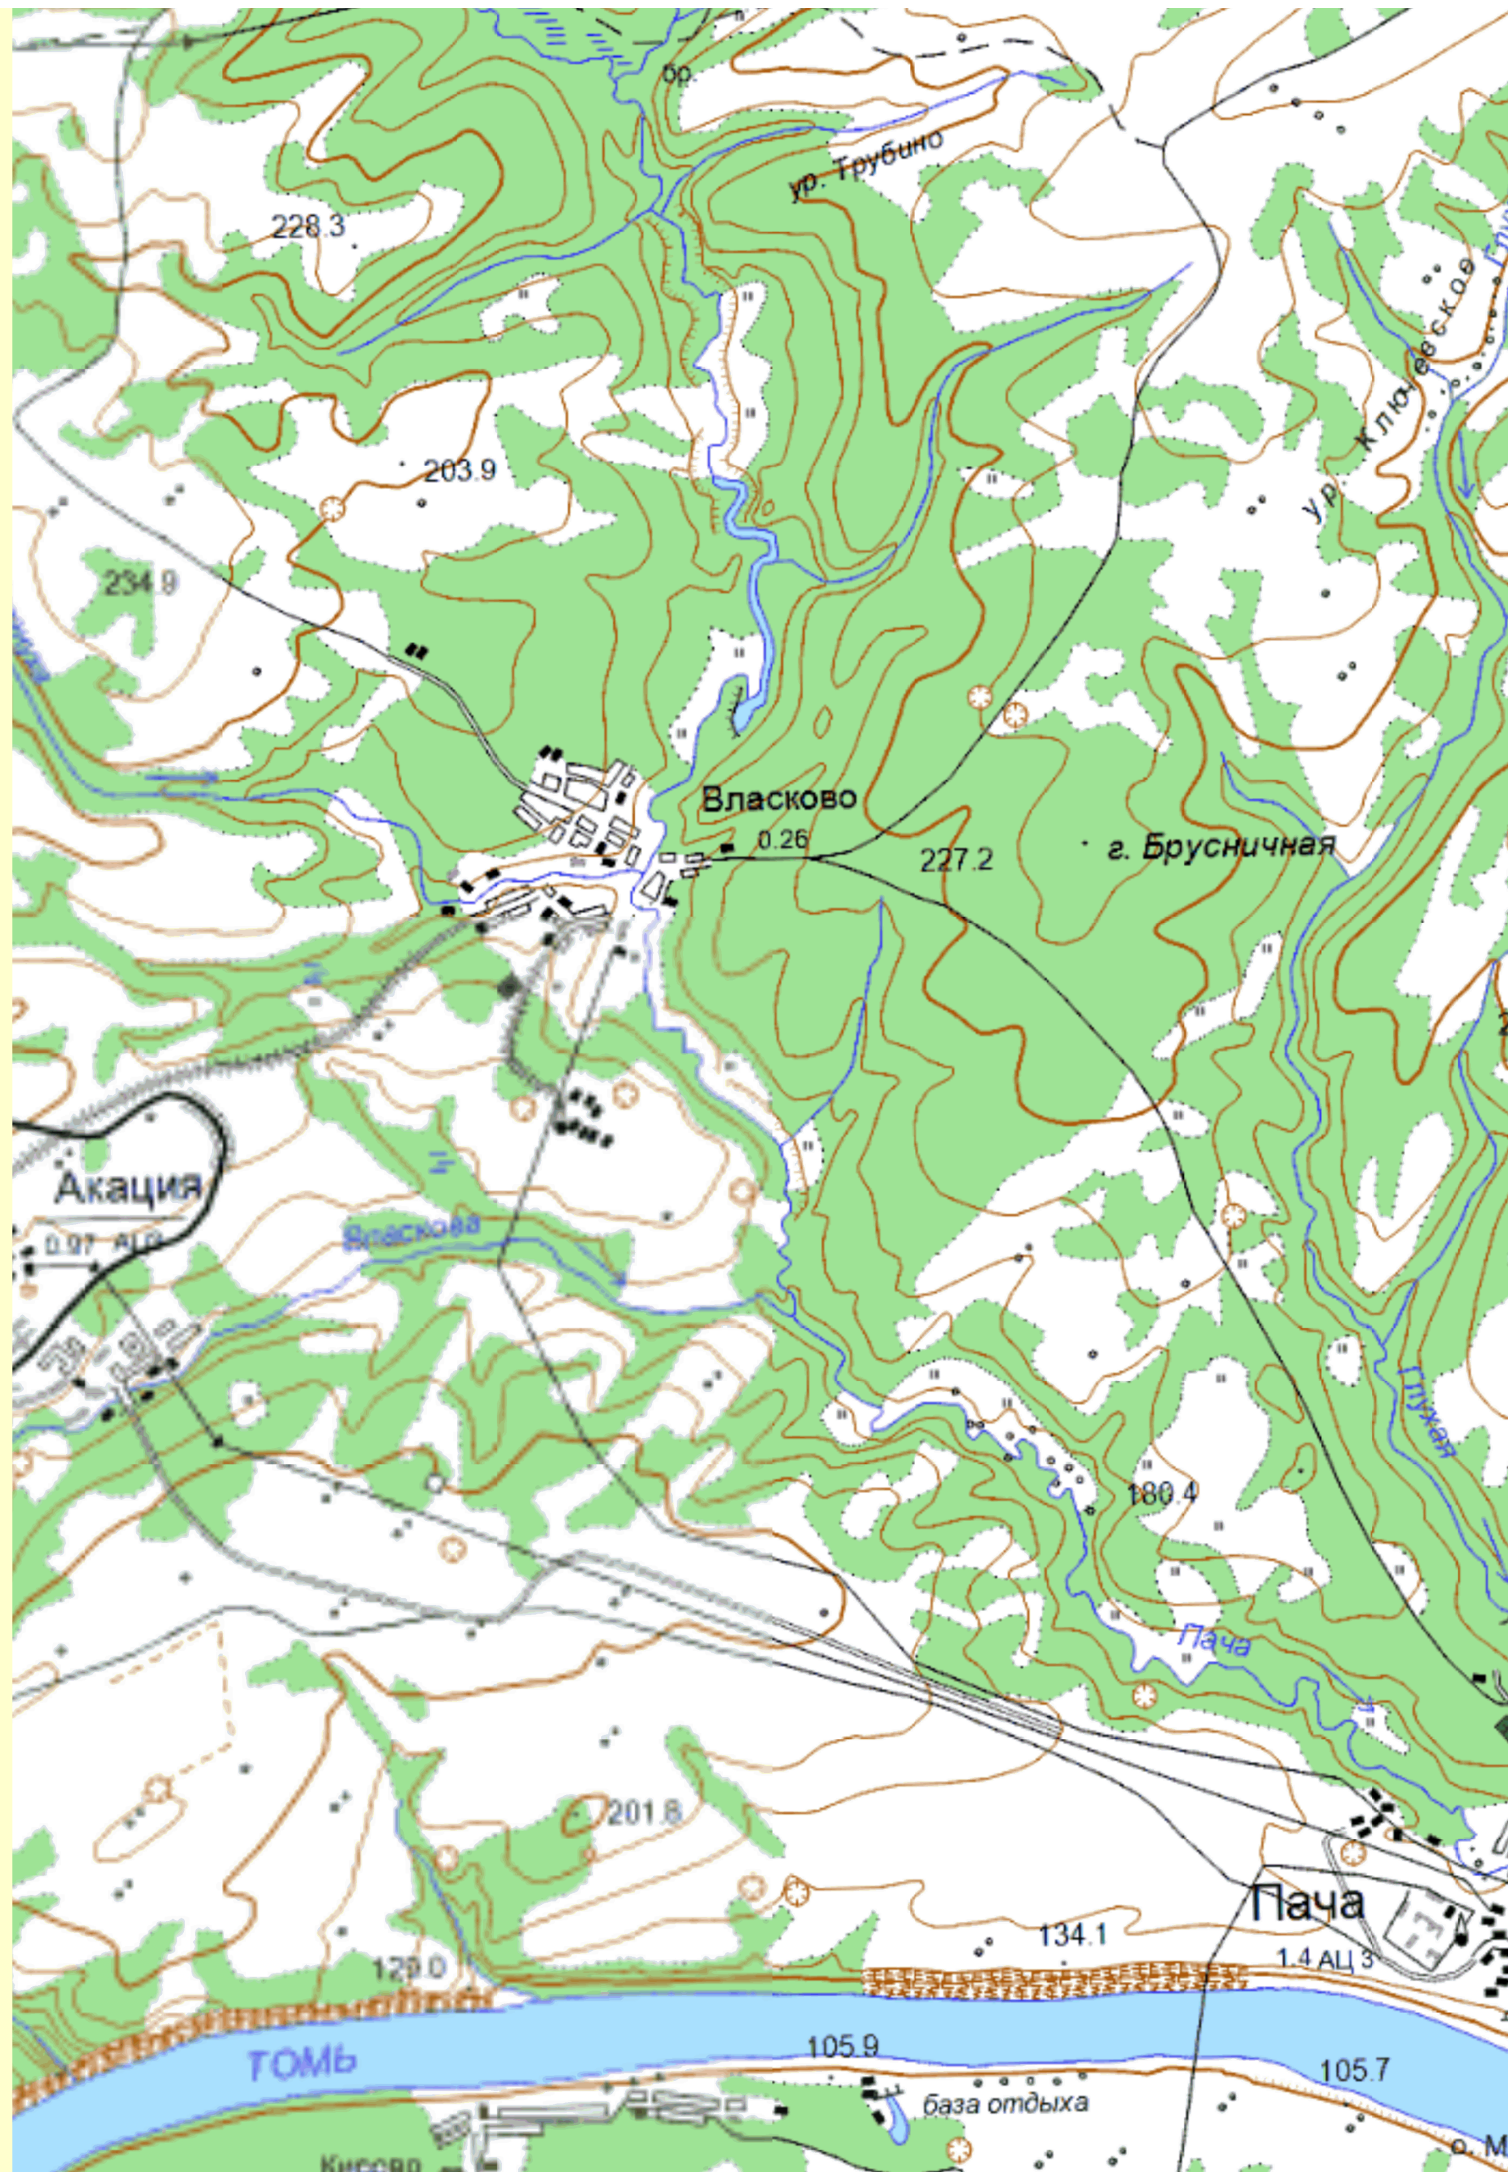 бр.
ур. Трубино
228.3
ур. Ключевское
203.9
234.9
Власково
0.26
227.2
г. Брусничная
Акация
0.97
Власкова
Глухая
180.4
Пача
201.8
Пача
134.1
1.4 АЦ 3
129.0
ТОМЬ
105.9
105.7
база отдыха
о. М